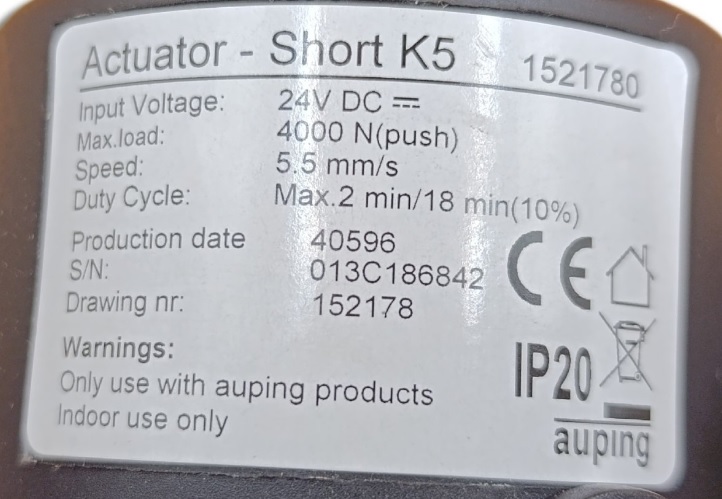 Actuator - Short K5 1521780
Input Voltage: 24V DC
Max.load: 4000 N(push)
Speed: 5.5 mm/s
Duty Cycle: Max.2 min/18 min(10%)
Production date 40596
S/N: 013C186842
Drawing nr: 152178
CE
Warnings:
Only use with auping products
Indoor use only
IP20
auping